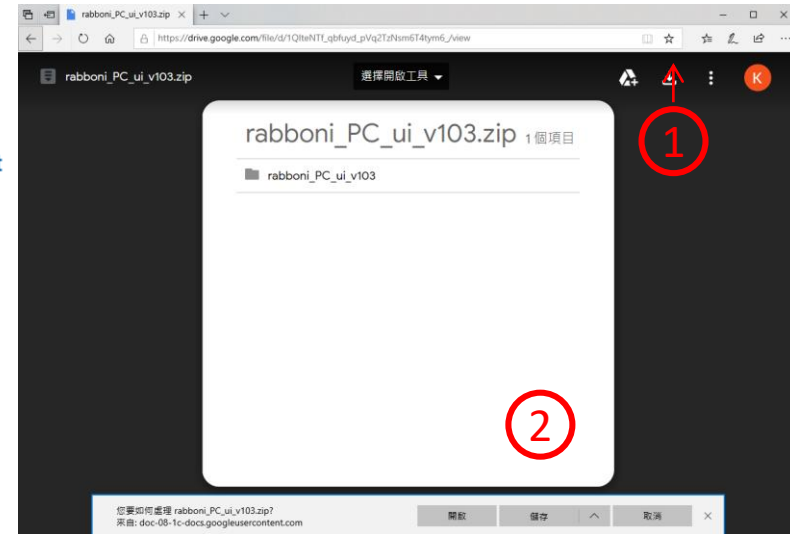 rabboni_PC_ui_v103.zip
https://drive.google.com/file/d/1QlteNTf_qbfuyd_pVq2TzNsm6T4tym6_/view
rabboni_PC_ui_v103.zip
選擇開啟工具
K
1
rabboni_PC_ui_v103.zip 1個項目
rabboni_PC_ui_v103
2
您要如何處理 rabboni_PC_ui_v103.zip?
來自: doc-08-1c-docs.googleusercontent.com
開啟
儲存
取消